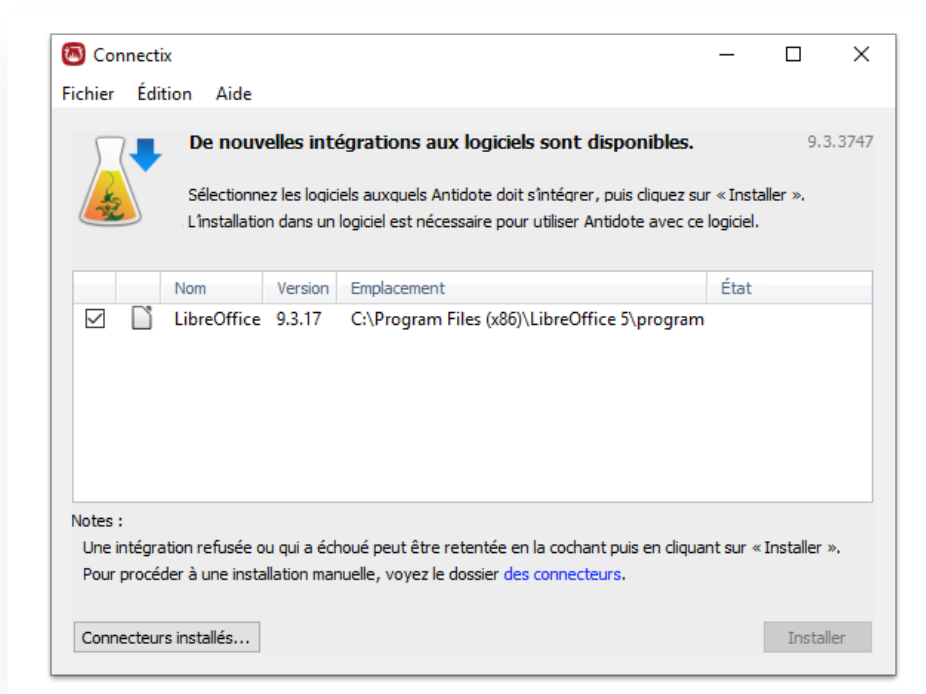 Connectix
Fichier Édition Aide
De nouvelles intégrations aux logiciels sont disponibles. 9.3.3747
Sélectionnez les logiciels auxquels Antidote doit s'intégrer, puis cliquez sur « Installer ».
L'installation dans un logiciel est nécessaire pour utiliser Antidote avec ce logiciel.
Nom Version Emplacement État
LibreOffice 9.3.17 C:\Program Files (x86)\LibreOffice 5\program
Notes :
Une intégration refusée ou qui a échoué peut être retentée en la cochant puis en cliquant sur « Installer ».
Pour procéder à une installation manuelle, voyez le dossier des connecteurs.
Connecteurs installés... Installer